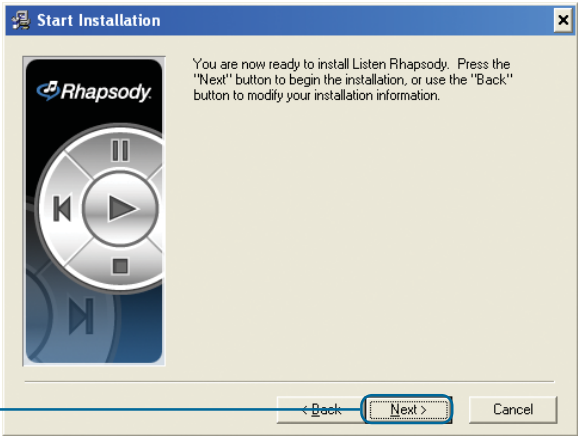 Start Installation
Rhapsody.
You are now ready to install Listen Rhapsody. Press the
"Next" button to begin the installation, or use the "Back"
button to modify your installation information.
< Back
Next >
Cancel